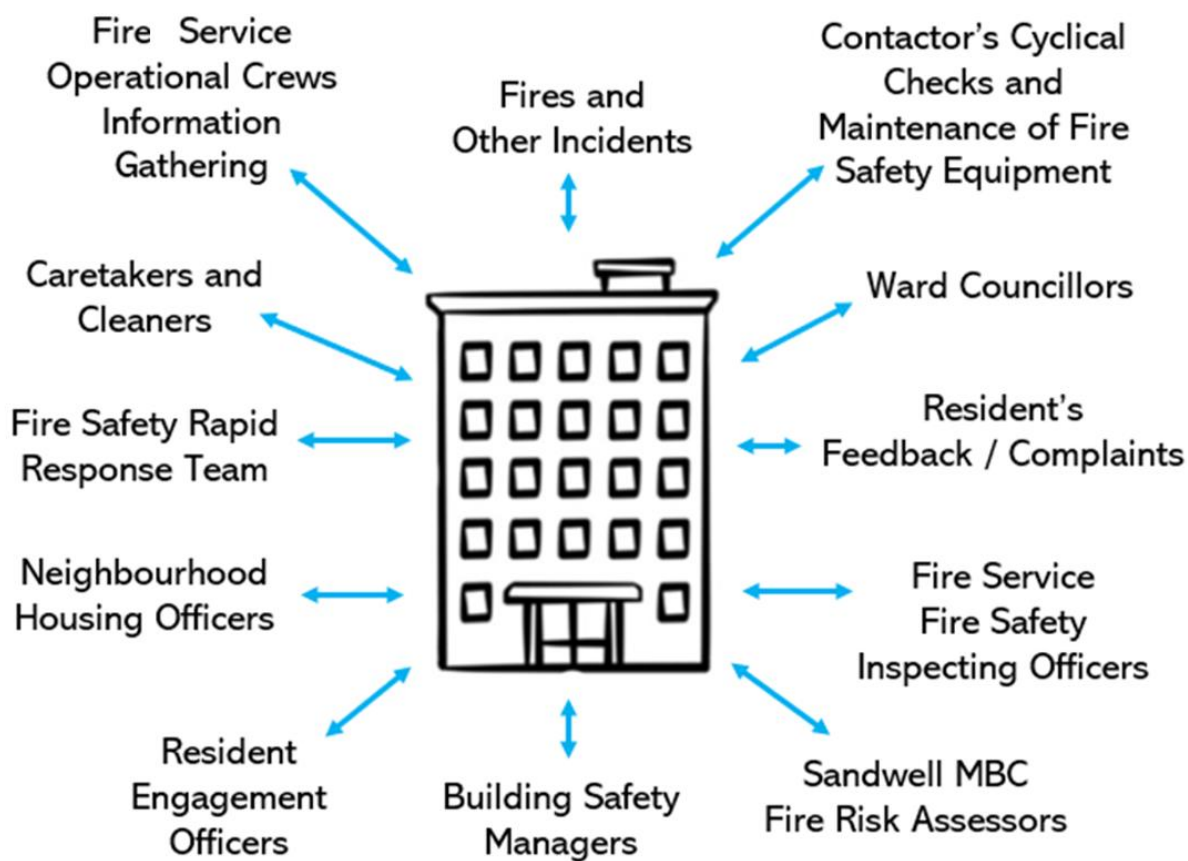 Fire Service
Operational Crews
Information
Gathering
Fires and
Other Incidents
Contactor's Cyclical
Checks and
Maintenance of Fire
Safety Equipment
Caretakers and
Cleaners
Ward Councillors
Fire Safety Rapid
Response Team
Resident's
Feedback / Complaints
Neighbourhood
Housing Officers
Fire Service
Fire Safety
Inspecting Officers
Resident
Engagement
Officers
Building Safety
Managers
Sandwell MBC
Fire Risk Assessors